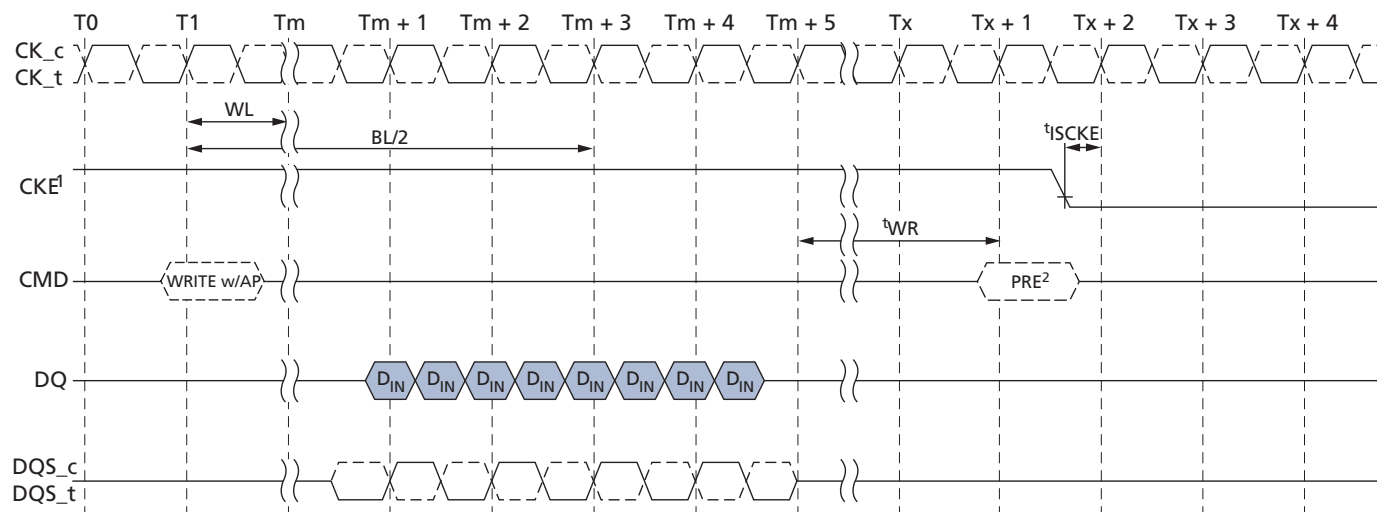 T0 T1 Tm Tm + 1 Tm + 2 Tm + 3 Tm + 4 Tm + 5 Tx Tx + 1 Tx + 2 Tx + 3 Tx + 4
CK_c
CK_t
WL
BL/2
tISCKE
CKE1
tWR
CMD WRITE w/AP PRE2
DQ DIN DIN DIN DIN DIN DIN DIN DIN
DQS_c
DQS_t